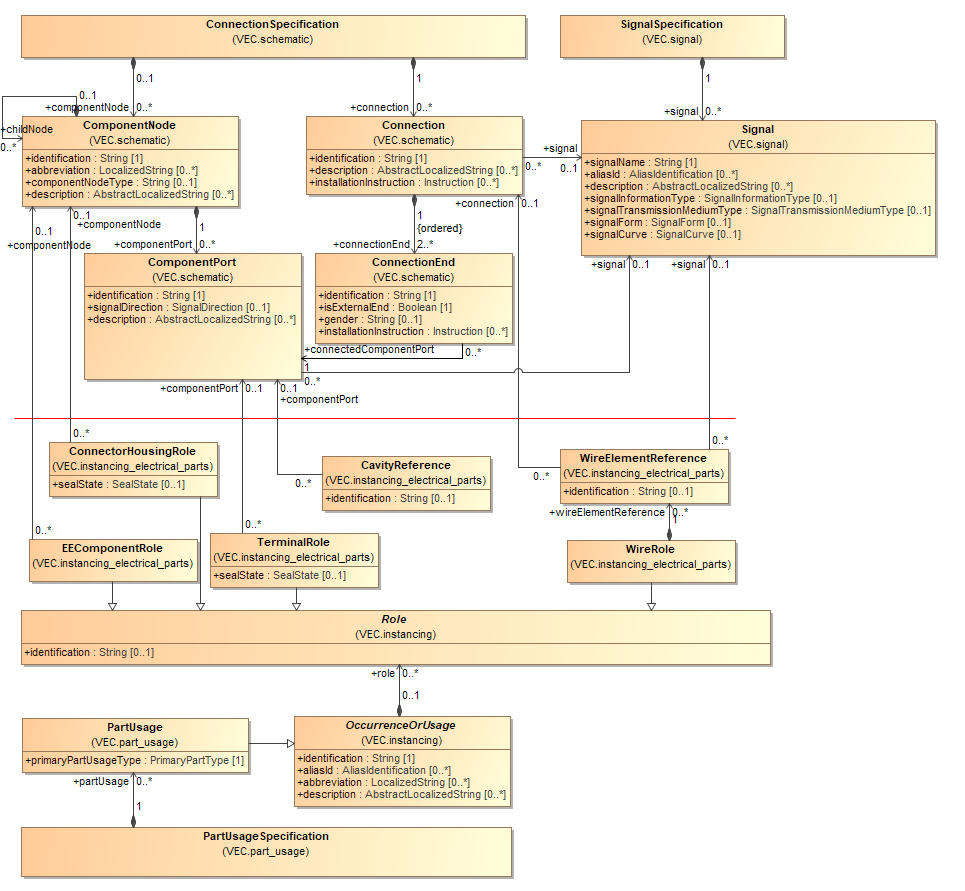 ConnectionSpecification
(VEC.schematic)
SignalSpecification
(VEC.signal)
0..1
+componentNode
0..*
1
+connection
0..*
1
+signal
0..*
0..1
+childNode
0..*
ComponentNode
(VEC.schematic)
+identification : String [1]
+abbreviation : LocalizedString [0..*]
+componentNodeType : String [0..1]
+description : AbstractLocalizedString [0..*]
Connection
(VEC.schematic)
+identification : String [1]
+description : AbstractLocalizedString [0..*]
+installationInstruction : Instruction [0..*]
+signal
0..*
0..1
Signal
(VEC.signal)
+signalName : String [1]
+aliasId : AliasIdentification [0..*]
+description : AbstractLocalizedString [0..*]
+signalInformationType : SignalInformationType [0..1]
+signalTransmissionMediumType : SignalTransmissionMediumType [0..1]
+signalForm : SignalForm [0..1]
+signalCurve : SignalCurve [0..1]
0..1
+componentNode
0..1
+componentNode
1
+componentPort
0..*
1
{ordered}
+connectionEnd
2..*
+connection
0..1
+signal
0..1
+signal
0..1
ComponentPort
(VEC.schematic)
+identification : String [1]
+signalDirection : SignalDirection [0..1]
+description : AbstractLocalizedString [0..*]
ConnectionEnd
(VEC.schematic)
+identification : String [1]
+isExternalEnd : Boolean [1]
+gender : String [0..1]
+installationInstruction : Instruction [0..*]
+connectedComponentPort
0..*
1
0..*
+componentPort
0..1
0..1
+componentPort
0..*
ConnectorHousingRole
(VEC.instancing_electrical_parts)
+sealState : SealState [0..1]
CavityReference
(VEC.instancing_electrical_parts)
+identification : String [0..1]
0..*
0..*
0..*
WireElementReference
(VEC.instancing_electrical_parts)
+identification : String [0..1]
+wireElementReference
0..*
1
0..*
EEComponentRole
(VEC.instancing_electrical_parts)
0..*
TerminalRole
(VEC.instancing_electrical_parts)
+sealState : SealState [0..1]
WireRole
(VEC.instancing_electrical_parts)
Role
(VEC.instancing)
+identification : String [0..1]
+role
0..*
0..1
PartUsage
(VEC.part_usage)
+primaryPartUsageType : PrimaryPartType [1]
OccurrenceOrUsage
(VEC.instancing)
+identification : String [1]
+aliasId : AliasIdentification [0..*]
+abbreviation : LocalizedString [0..*]
+description : AbstractLocalizedString [0..*]
+partUsage
0..*
1
PartUsageSpecification
(VEC.part_usage)